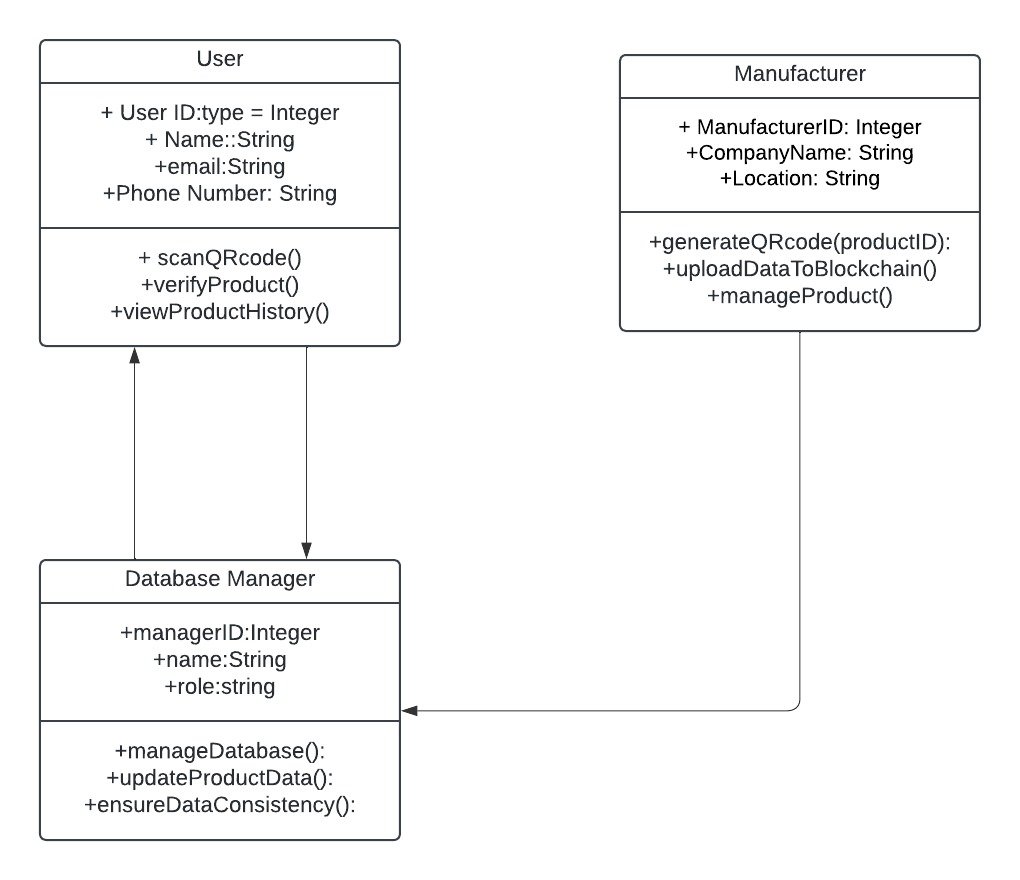 User
+ User ID:type = Integer
+ Name::String
+email:String
+Phone Number: String
+ scanQRcode()
+verifyProduct()
+viewProductHistory()
Manufacturer
+ ManufacturerID: Integer
+CompanyName: String
+Location: String
+generateQRcode(productID):
+uploadDataToBlockchain()
+manageProduct()
Database Manager
+managerID:Integer
+name:String
+role:string
+manageDatabase():
+updateProductData():
+ensureDataConsistency():